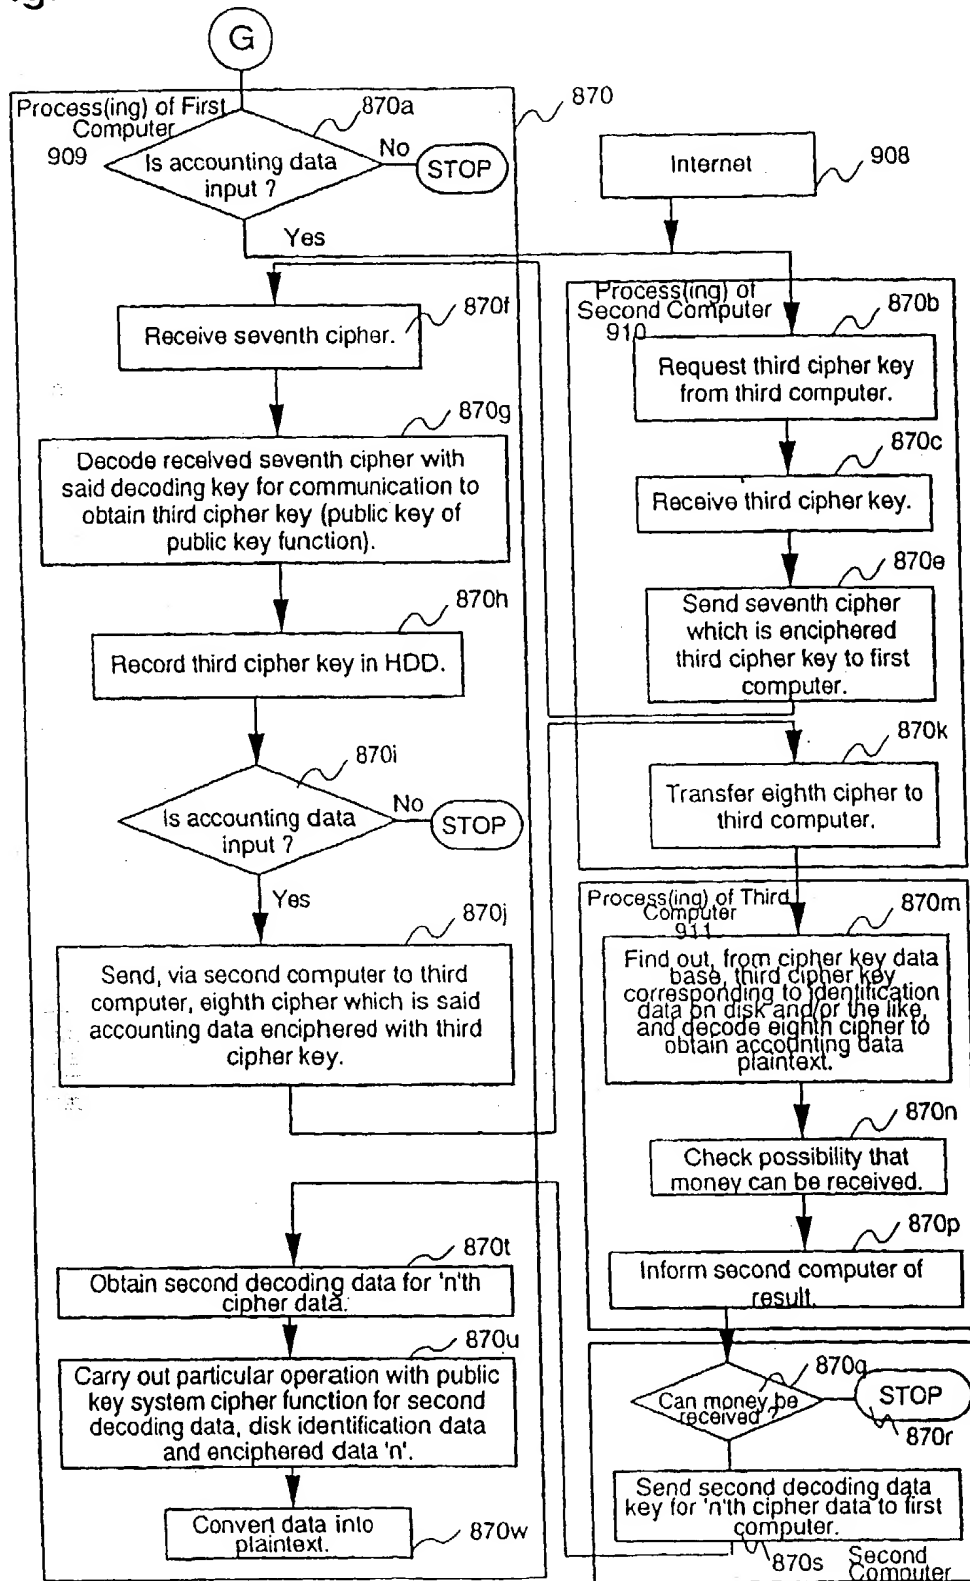 G
Process(ing) of First
Computer
909
870a
870
Is accounting data
input ?
No
STOP
Yes
Internet
908
870f
Receive seventh cipher.
870g
Decode received seventh cipher with
said decoding key for communication to
obtain third cipher key (public key of
public key function).
870h
Record third cipher key in HDD.
870i
Is accounting data
input ?
No
STOP
Yes
870j
Send, via second computer to third
computer, eighth cipher which is said
accounting data enciphered with third
cipher key.
870t
Obtain second decoding data for 'n'th
cipher data.
870u
Carry out particular operation with public
key system cipher function for second
decoding data, disk identification data
and enciphered data 'n'.
Convert data into
plaintext.
870w
Process(ing) of
Second Computer
910
870b
Request third cipher key
from third computer.
870c
Receive third cipher key.
870e
Send seventh cipher
which is enciphered
third cipher key to first
computer.
870k
Transfer eighth cipher to
third computer.
Process(ing) of Third
Computer
911
870m
Find out, from cipher key data
base, third cipher key
corresponding to identification
data on disk and/or the like,
and decode eighth cipher to
obtain accounting data
plaintext.
870n
Check possibility that
money can be received.
870p
Inform second computer of
result.
870q
Can money be
received ?
STOP
870r
Send second decoding data
key for 'n'th cipher data to first
computer.
870s
Second
Computer